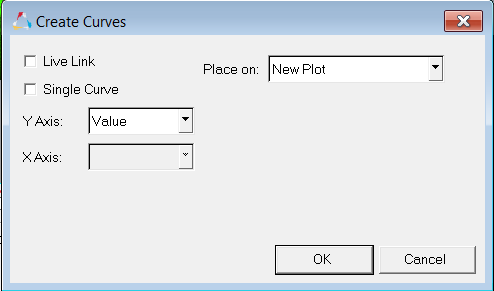 Create Curves
Live Link
Place on: New Plot
Single Curve
Y Axis: Value
X Axis:
OK Cancel